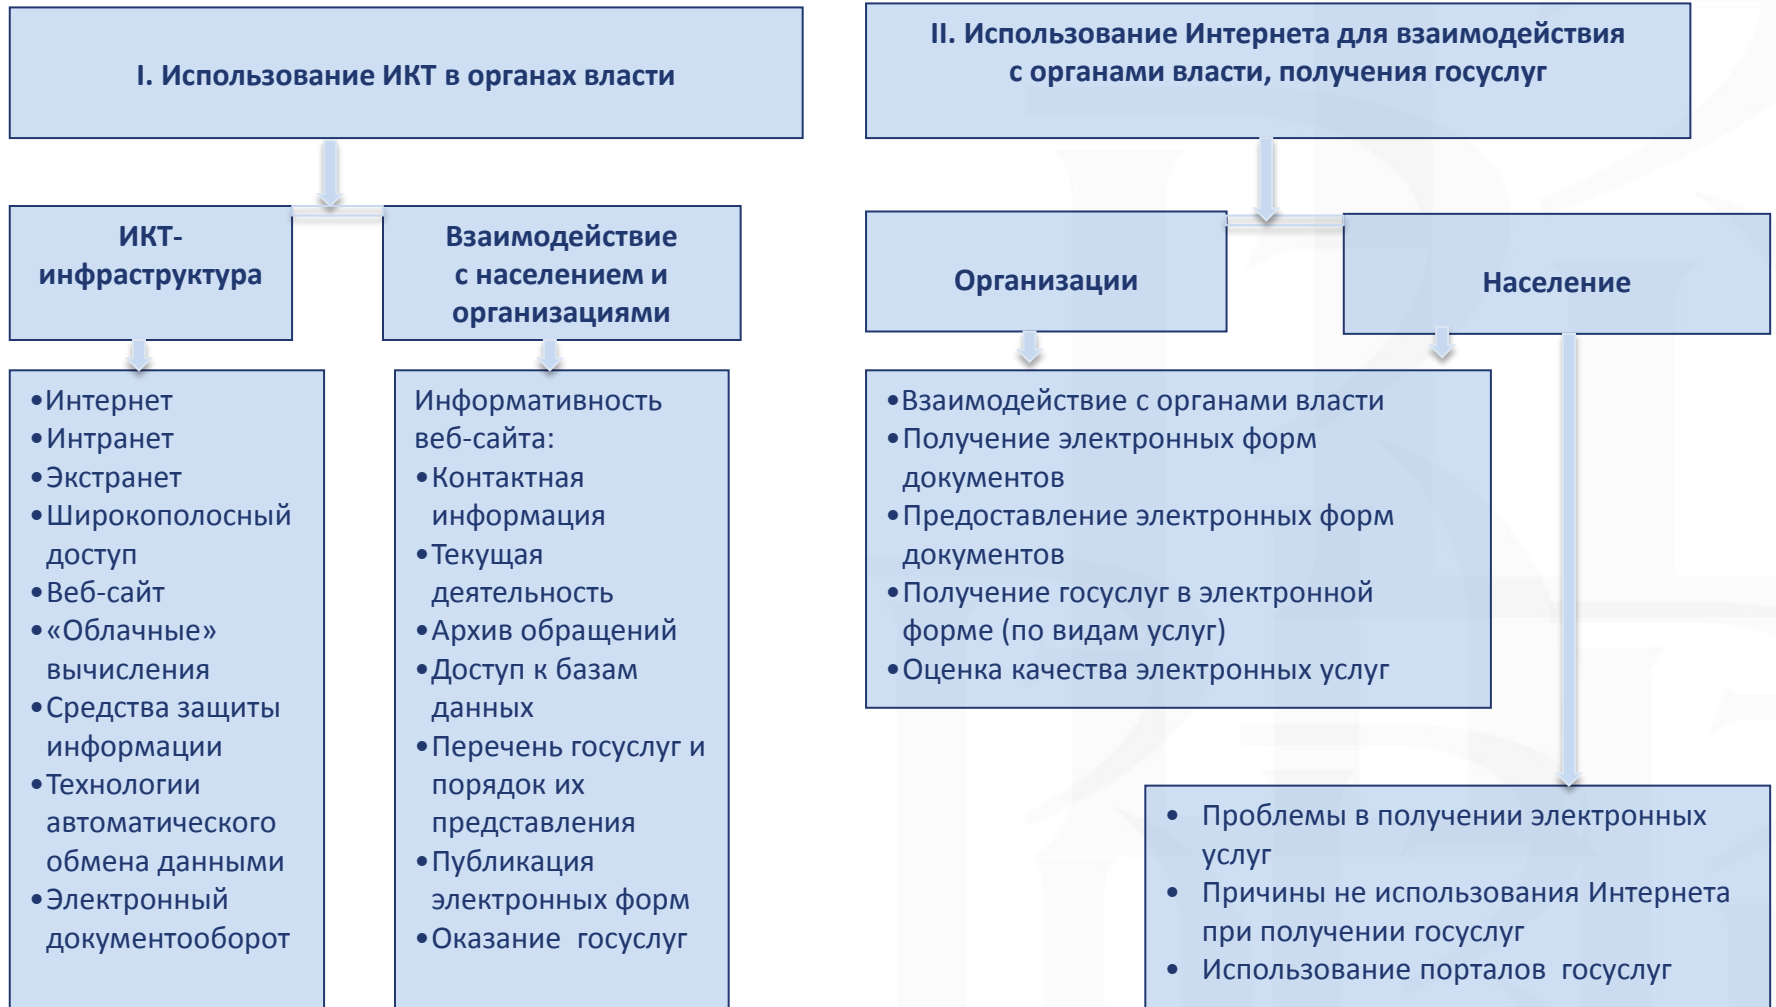 I. Использование ИКТ в органах власти
ИКТ-
инфраструктура
Взаимодействие
с населением и
организациями
•Интернет
•Интранет
•Экстранет
•Широкополосный
доступ
•Веб-сайт
•«Облачные»
вычисления
•Средства защиты
информации
•Технологии
автоматического
обмена данными
•Электронный
документооборот
Информативность
веб-сайта:
•Контактная
информация
•Текущая
деятельность
•Архив обращений
•Доступ к базам
данных
•Перечень госуслуг и
порядок их
представления
•Публикация
электронных форм
•Оказание госуслуг
II. Использование Интернета для взаимодействия
с органами власти, получения госуслуг
Организации
Население
•Взаимодействие с органами власти
•Получение электронных форм
документов
•Предоставление электронных форм
документов
•Получение госуслуг в электронной
форме (по видам услуг)
•Оценка качества электронных услуг
• Проблемы в получении электронных
услуг
• Причины не использования Интернета
при получении госуслуг
• Использование порталов госуслуг